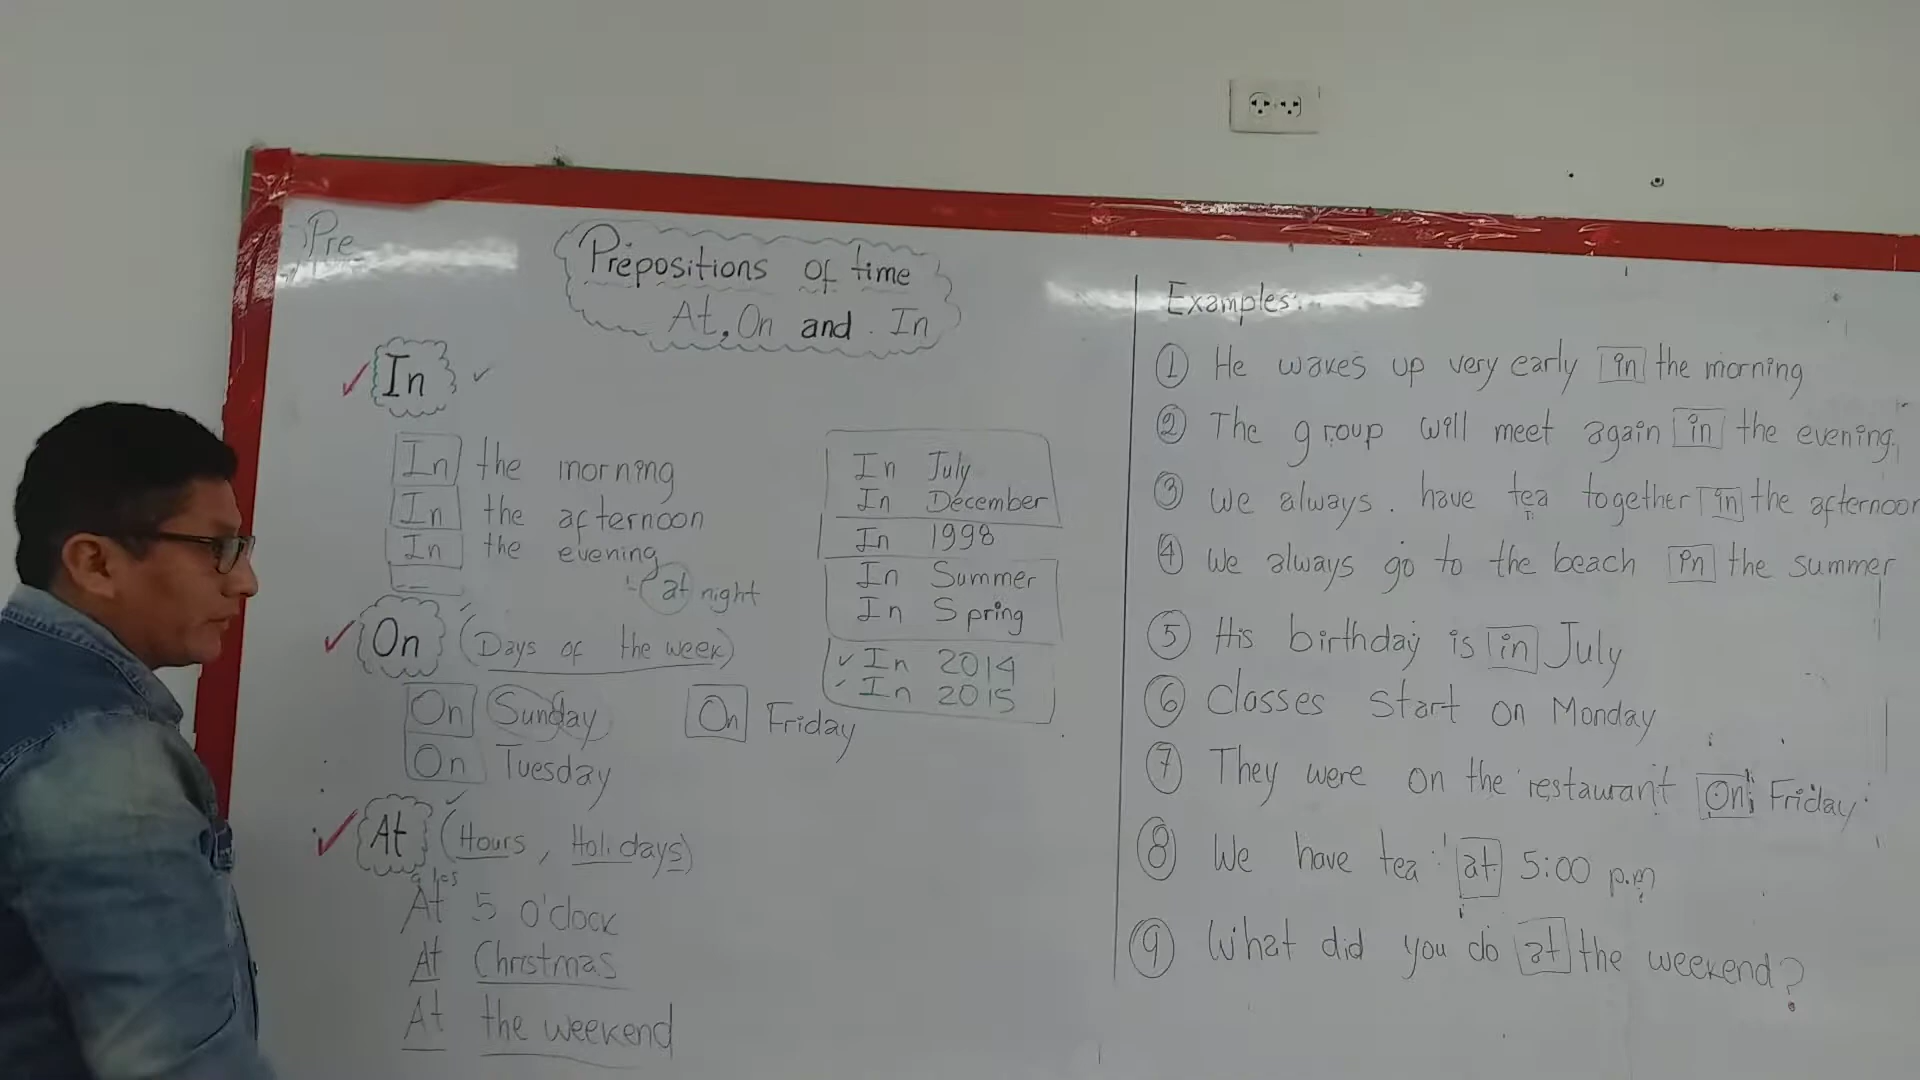 Pre
Prepositions of time
At, On and In
In
In the morning
In the afternoon
In the evening
at night
In July
In December
In 1998
In Summer
In Spring
In 2014
In 2015
On (Days of the week)
On Sunday
On Friday
On Tuesday
At (Hours, Holidays)
At 5 o'clock
At Christmas
At the weekend
Examples:
1 He wakes up very early in the morning
2 The group will meet again in the evening
3 We always have tea together in the afternoon
4 We always go to the beach in the summer
5 His birthday is in July
6 Classes start on Monday
7 They were on the restaurant On Friday
8 We have tea at 5:00 p.m
9 What did you do at the weekend?